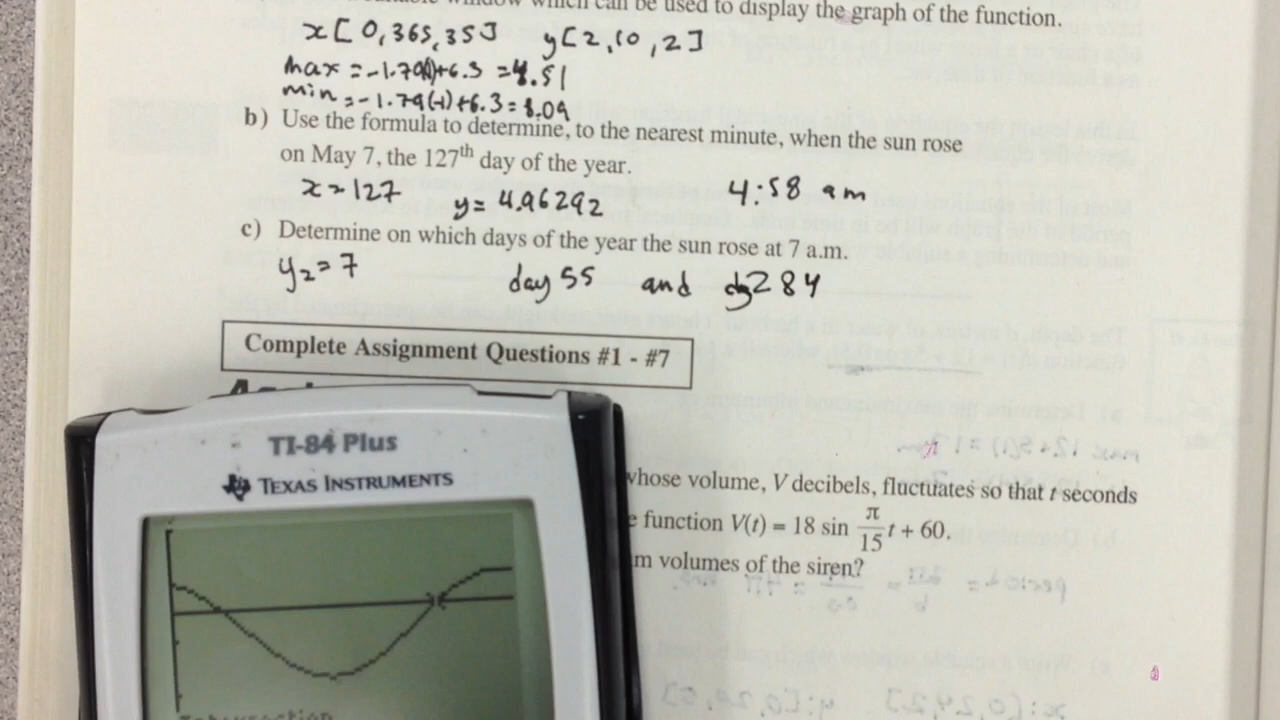 window which can be used to display the graph of the function.
x[0,365,35] y[2,10,2]
max = -1.79(1)+6.3 = 4.51
min = -1.79(-1)+6.3 = 8.09
b) Use the formula to determine, to the nearest minute, when the sun rose
on May 7, the 127th day of the year.
x = 127 y = 4.96292 4:58 am
c) Determine on which days of the year the sun rose at 7 a.m.
y₂ = 7 day 55 and day 284
Complete Assignment Questions #1 - #7
TI-84 Plus
TEXAS INSTRUMENTS
whose volume, V decibels, fluctuates so that t seconds
e function V(t) = 18 sin π/15 t + 60.
m volumes of the siren?
Intersection